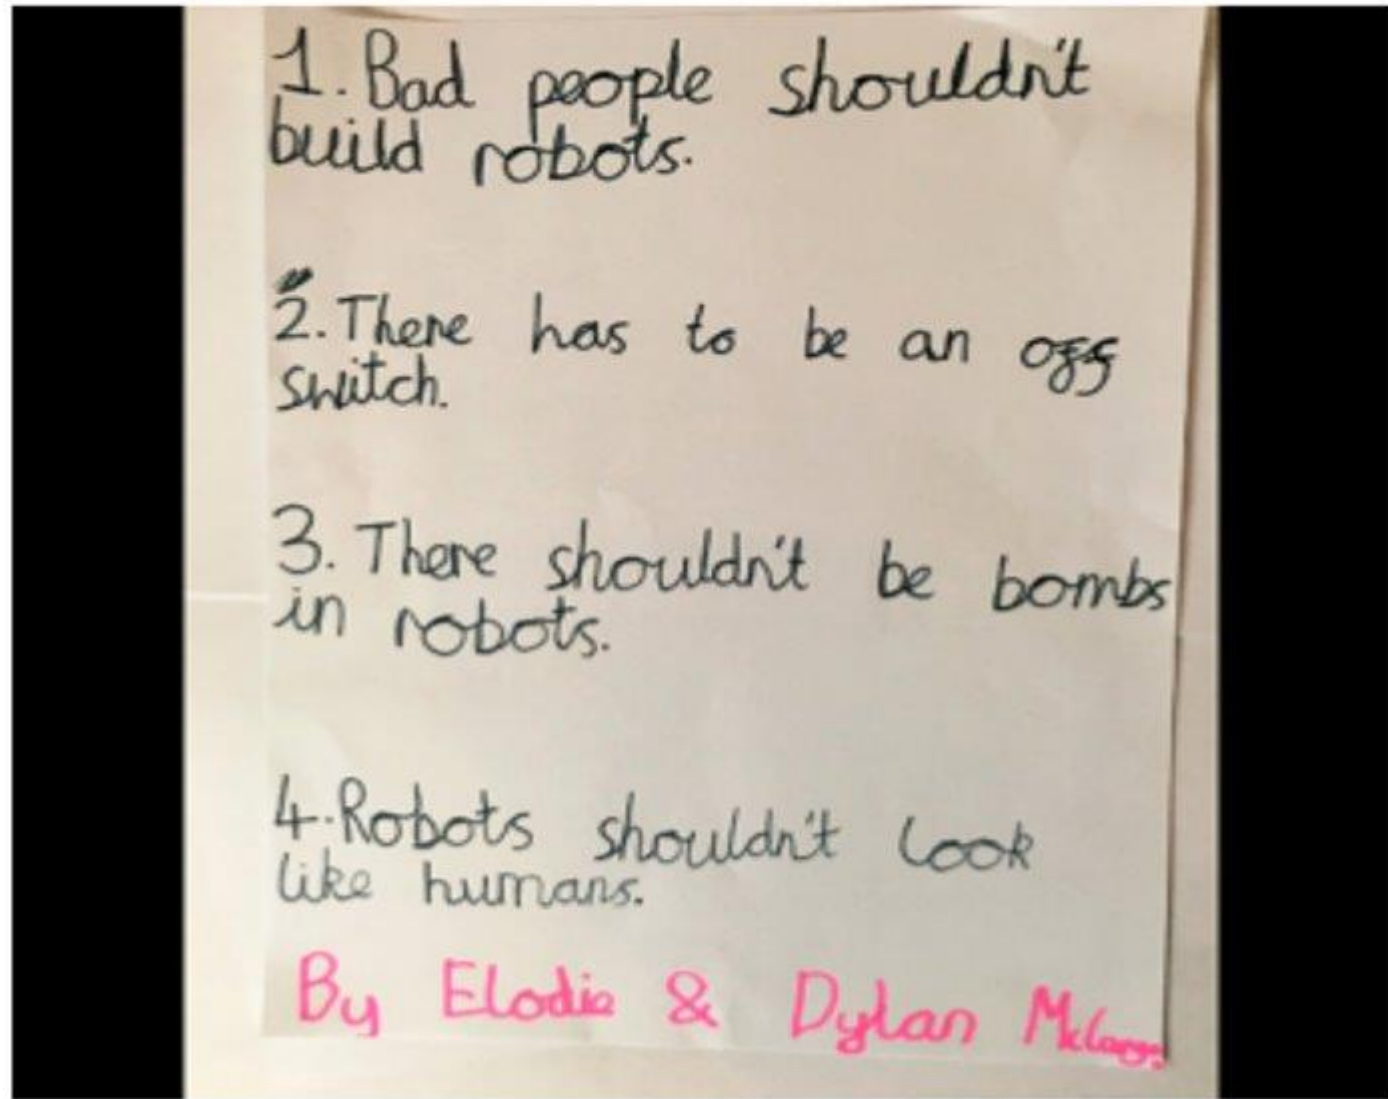 1. Bad people shouldn't
build robots.
2. There has to be an off
switch.
3. There shouldn't be bombs
in robots.
4. Robots shouldn't look
like humans.
By Elodie & Dylan